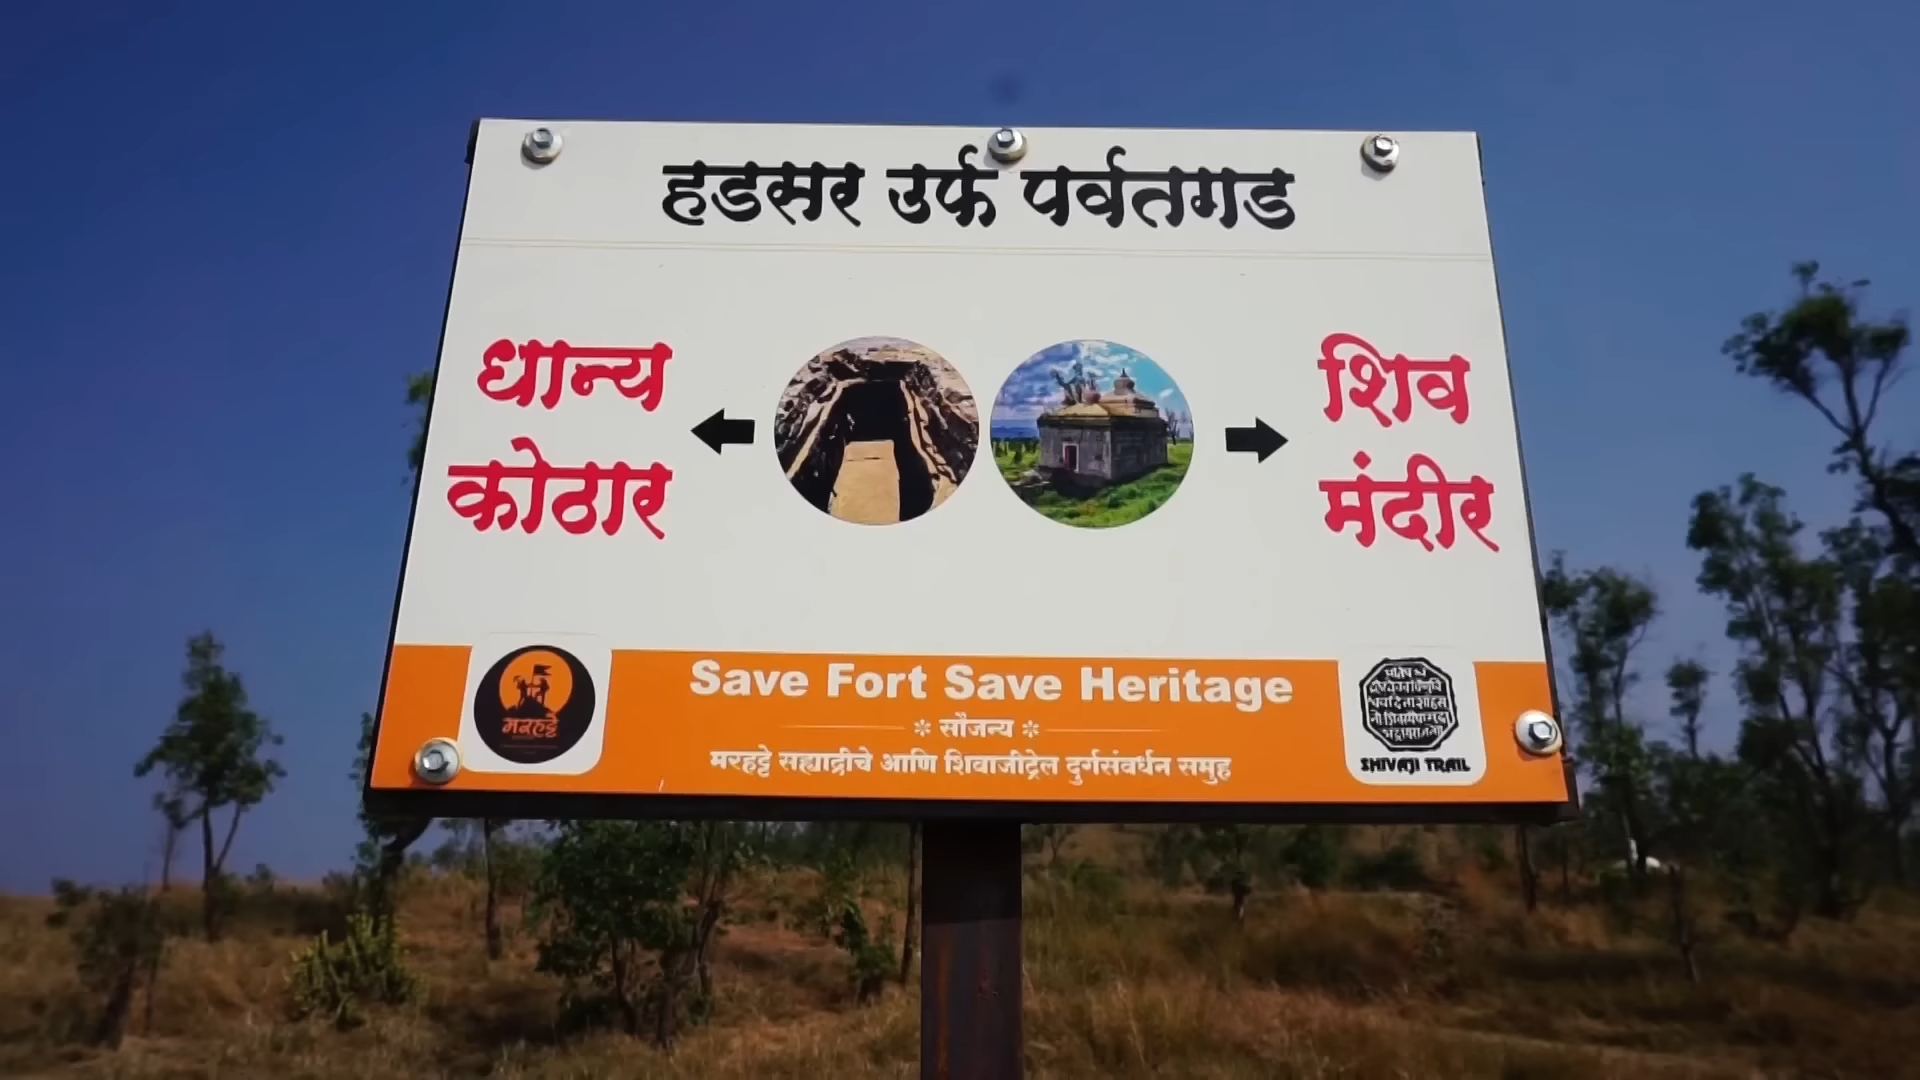 हडसर उर्फ पर्वतगड
धान्य
कोठार
शिव
मंदीर
Save Fort Save Heritage
सौजन्य
मरहट्टे सह्याद्रीचे आणि शिवाजीट्रेल दुर्गसंवर्धन समुह
मरहट्टे
SHIVAJI TRAIL